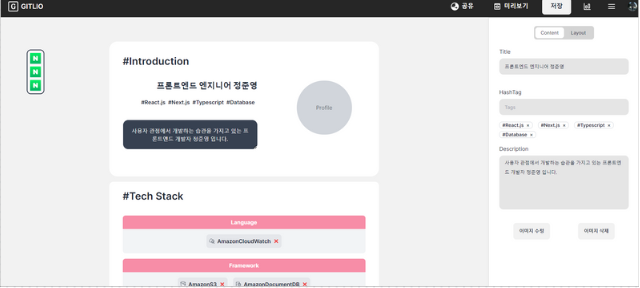 GITLIO
공유
미리보기
저장
N
N
N
#Introduction
프론트엔드 엔지니어 정준영
#React.js #Next.js #Typescript #Database
사용자 관점에서 개발하는 습관을 가지고 있는 프
론트엔드 개발자 정준영 입니다.
Profile
#Tech Stack
Language
AmazonCloudWatch ×
Framework
AmazonS3 × AmazonDocumentDB ×
Content Layout
Title
프론트엔드 엔지니어 정준영
HashTag
Tags
#React.js × #Next.js × #Typescript ×
#Database ×
Description
사용자 관점에서 개발하는 습관을 가지고 있는 프론트엔
드 개발자 정준영 입니다.
이미지 수정 이미지 삭제